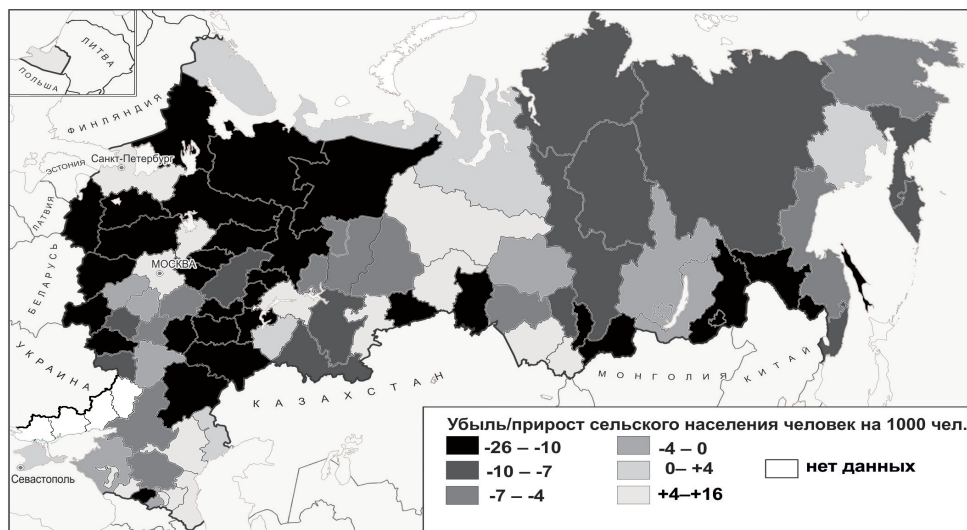 ЛИТВА
ПОЛЬША
ФИНЛЯНДИЯ
Санкт-Петербург
ЭСТОНИЯ
ЛАТВИЯ
БЕЛАРУСЬ
МОСКВА
УКРАИНА
КАЗАХСТАН
МОНГОЛИЯ
КИТАЙ
Севастополь
Убыль/прирост сельского населения человек на 1000 чел.
-26 – -10
-10 – -7
-7 – -4
-4 – 0
0– +4
+4–+16
нет данных